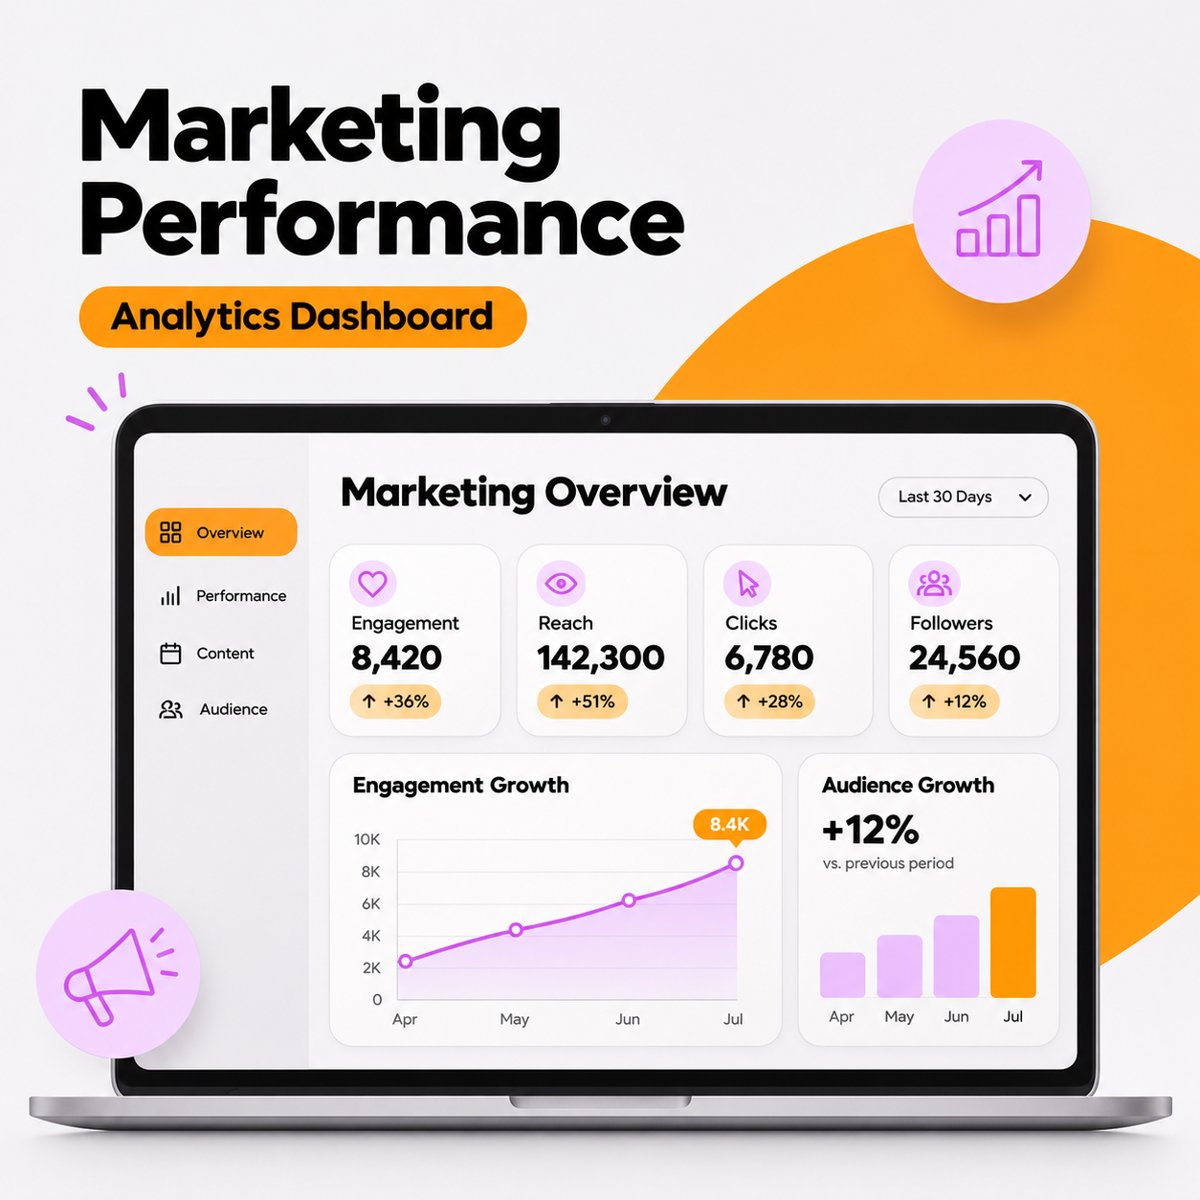 Marketing
Performance
Analytics Dashboard
Marketing Overview
Last 30 Days
Overview
Performance
Content
Audience
Engagement
8,420
↑ +36%
Reach
142,300
↑ +51%
Clicks
6,780
↑ +28%
Followers
24,560
↑ +12%
Engagement Growth
8.4K
10K
8K
6K
4K
2K
0
Apr May Jun Jul
Audience Growth
+12%
vs. previous period
Apr May Jun Jul